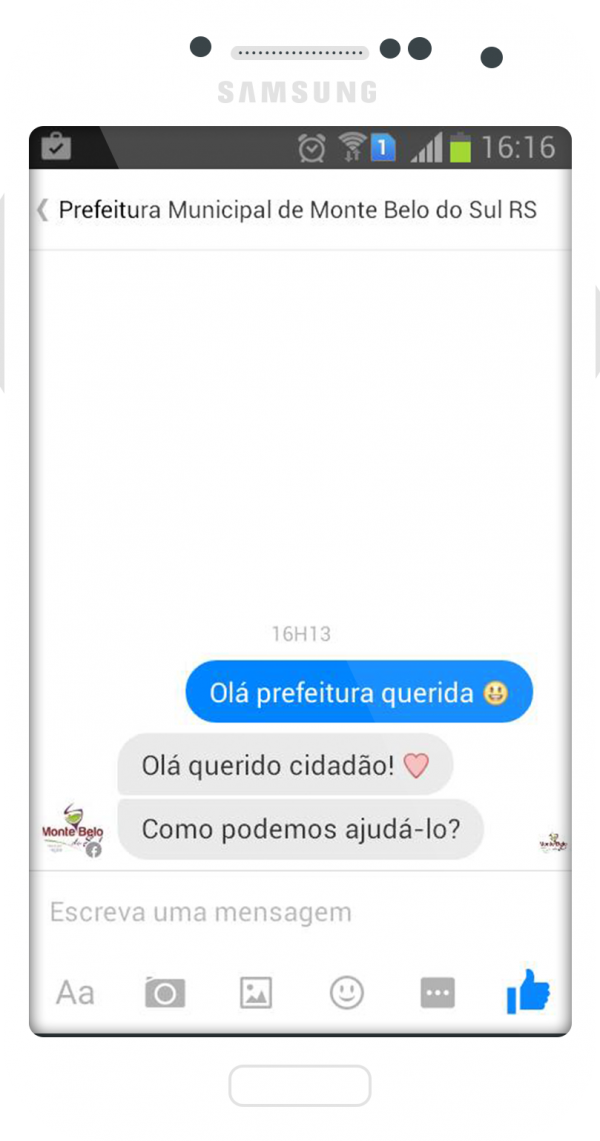 SAMSUNG
1
16:16
Prefeitura Municipal de Monte Belo do Sul RS
16H13
Olá prefeitura querida 😃
Olá querido cidadão! ❤
Como podemos ajudá-lo?
Monte Belo
Escreva uma mensagem
Aa